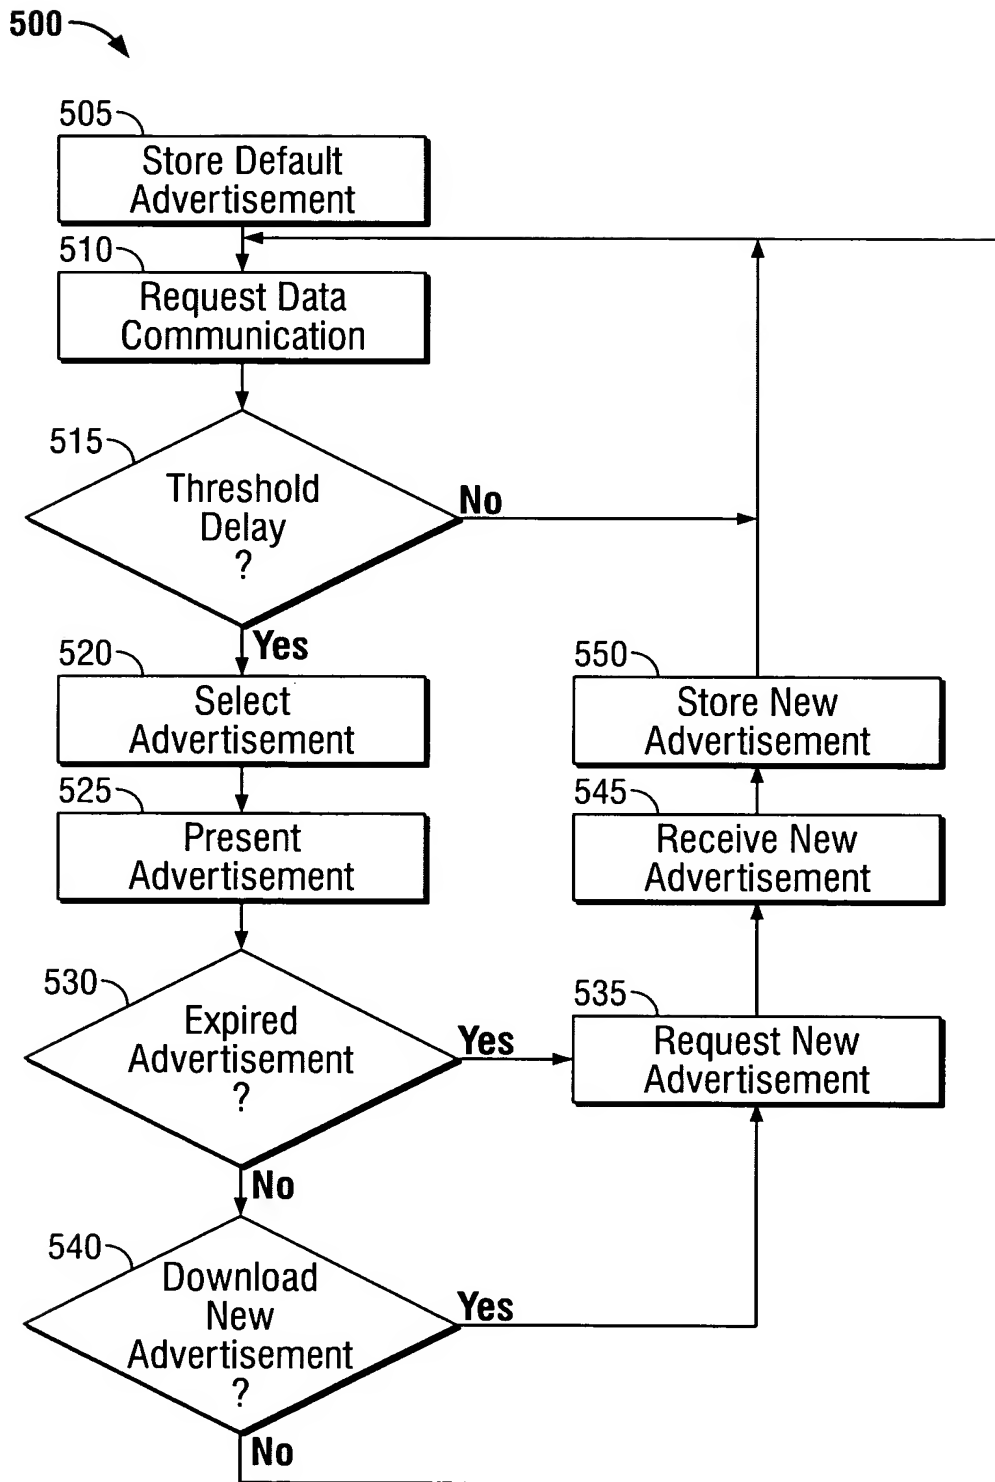 500
505
Store Default
Advertisement
510
Request Data
Communication
515
Threshold
Delay
?
No
Yes
520
Select
Advertisement
525
Present
Advertisement
530
Expired
Advertisement
?
Yes
No
540
Download
New
Advertisement
?
Yes
No
550
Store New
Advertisement
545
Receive New
Advertisement
535
Request New
Advertisement